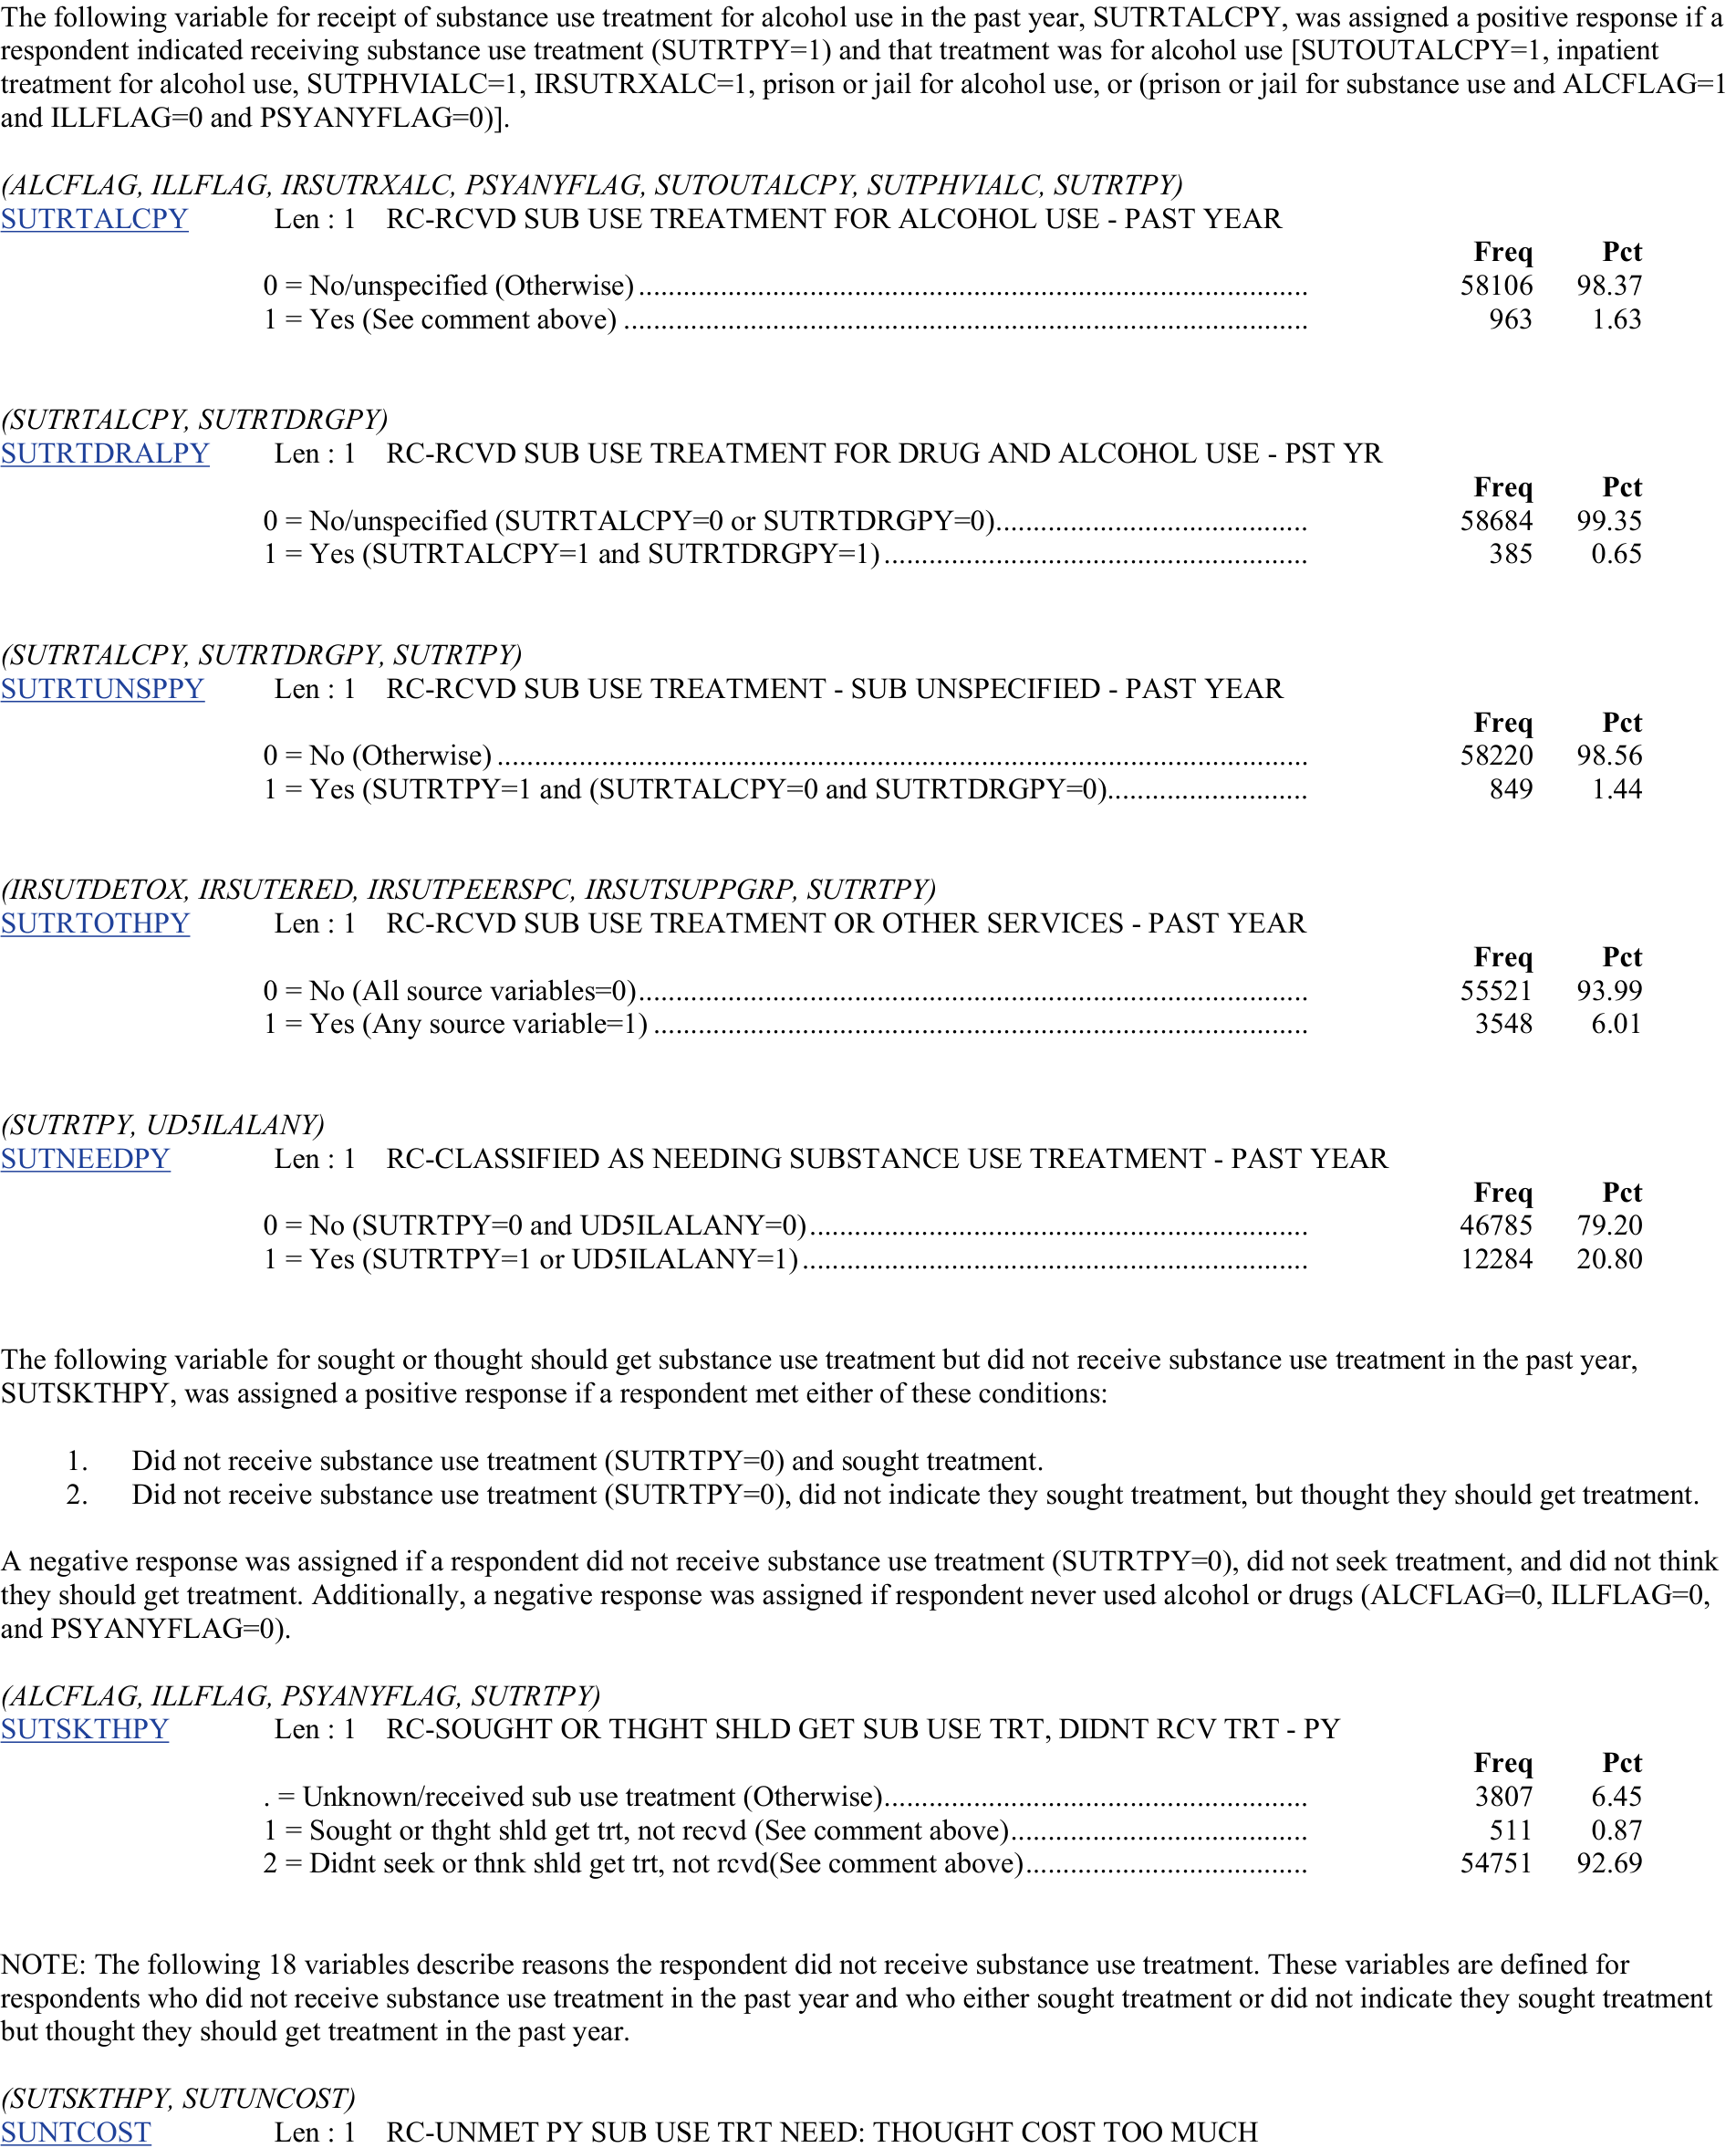 The following variable for receipt of substance use treatment for alcohol use in the past year, SUTRTALCPY, was assigned a positive response if a
respondent indicated receiving substance use treatment (SUTRTPY=1) and that treatment was for alcohol use [SUTOUTALCPY=1, inpatient
treatment for alcohol use, SUTPHVIALC=1, IRSUTRXALC=1, prison or jail for alcohol use, or (prison or jail for substance use and ALCFLAG=1
and ILLFLAG=0 and PSYANYFLAG=0)].
(ALCFLAG, ILLFLAG, IRSUTRXALC, PSYANYFLAG, SUTOUTALCPY, SUTPHVIALC, SUTRTPY)
SUTRTALCPY Len : 1 RC-RCVD SUB USE TREATMENT FOR ALCOHOL USE - PAST YEAR
Freq Pct
0 = No/unspecified (Otherwise)........................................................................................... 58106 98.37
1 = Yes (See comment above) ............................................................................................. 963 1.63
(SUTRTALCPY, SUTRTDRGPY)
SUTRTDRALPY Len : 1 RC-RCVD SUB USE TREATMENT FOR DRUG AND ALCOHOL USE - PST YR
Freq Pct
0 = No/unspecified (SUTRTALCPY=0 or SUTRTDRGPY=0).......................................... 58684 99.35
1 = Yes (SUTRTALCPY=1 and SUTRTDRGPY=1) ......................................................... 385 0.65
(SUTRTALCPY, SUTRTDRGPY, SUTRTPY)
SUTRTUNSPPY Len : 1 RC-RCVD SUB USE TREATMENT - SUB UNSPECIFIED - PAST YEAR
Freq Pct
0 = No (Otherwise) .............................................................................................................. 58220 98.56
1 = Yes (SUTRTPY=1 and (SUTRTALCPY=0 and SUTRTDRGPY=0)........................... 849 1.44
(IRSUTDETOX, IRSUTERED, IRSUTPEERSPC, IRSUTSUPPGRP, SUTRTPY)
SUTRTOTHPY Len : 1 RC-RCVD SUB USE TREATMENT OR OTHER SERVICES - PAST YEAR
Freq Pct
0 = No (All source variables=0)........................................................................................... 55521 93.99
1 = Yes (Any source variable=1) ......................................................................................... 3548 6.01
(SUTRTPY, UD5ILALANY)
SUTNEEDPY Len : 1 RC-CLASSIFIED AS NEEDING SUBSTANCE USE TREATMENT - PAST YEAR
Freq Pct
0 = No (SUTRTPY=0 and UD5ILALANY=0).................................................................... 46785 79.20
1 = Yes (SUTRTPY=1 or UD5ILALANY=1)..................................................................... 12284 20.80
The following variable for sought or thought should get substance use treatment but did not receive substance use treatment in the past year,
SUTSKTHPY, was assigned a positive response if a respondent met either of these conditions:
1. Did not receive substance use treatment (SUTRTPY=0) and sought treatment.
2. Did not receive substance use treatment (SUTRTPY=0), did not indicate they sought treatment, but thought they should get treatment.
A negative response was assigned if a respondent did not receive substance use treatment (SUTRTPY=0), did not seek treatment, and did not think
they should get treatment. Additionally, a negative response was assigned if respondent never used alcohol or drugs (ALCFLAG=0, ILLFLAG=0,
and PSYANYFLAG=0).
(ALCFLAG, ILLFLAG, PSYANYFLAG, SUTRTPY)
SUTSKTHPY Len : 1 RC-SOUGHT OR THGHT SHLD GET SUB USE TRT, DIDNT RCV TRT - PY
Freq Pct
. = Unknown/received sub use treatment (Otherwise).......................................................... 3807 6.45
1 = Sought or thght shld get trt, not recvd (See comment above)........................................ 511 0.87
2 = Didnt seek or thnk shld get trt, not rcvd(See comment above)...................................... 54751 92.69
NOTE: The following 18 variables describe reasons the respondent did not receive substance use treatment. These variables are defined for
respondents who did not receive substance use treatment in the past year and who either sought treatment or did not indicate they sought treatment
but thought they should get treatment in the past year.
(SUTSKTHPY, SUTUNCOST)
SUNTCOST Len : 1 RC-UNMET PY SUB USE TRT NEED: THOUGHT COST TOO MUCH